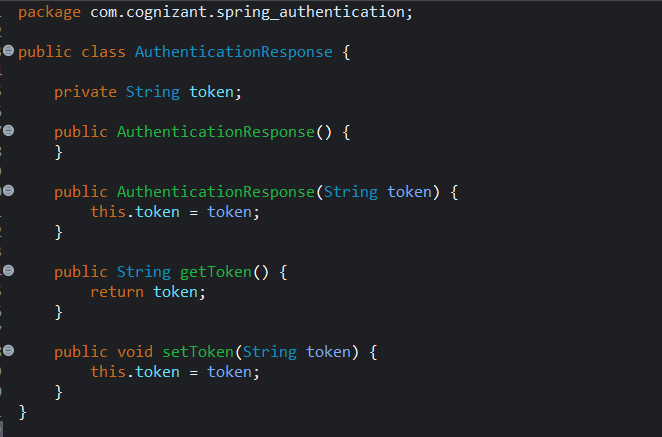 package com.cognizant.spring_authentication;
public class AuthenticationResponse {
private String token;
public AuthenticationResponse() {
}
public AuthenticationResponse(String token) {
this.token = token;
}
public String getToken() {
return token;
}
public void setToken(String token) {
this.token = token;
}
}